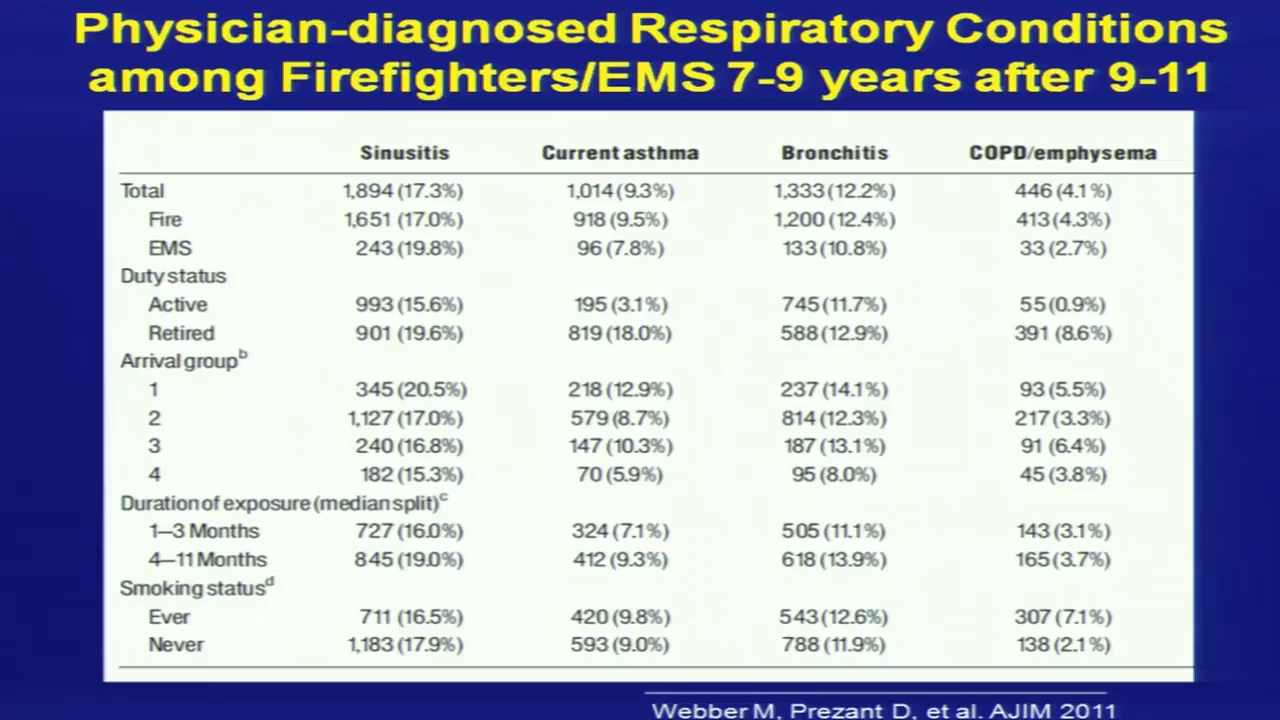 Physician-diagnosed Respiratory Conditions
among Firefighters/EMS 7-9 years after 9-11
Sinusitis Current asthma Bronchitis COPD/emphysema
Total 1,894 (17.3%) 1,014 (9.3%) 1,333 (12.2%) 446 (4.1%)
Fire 1,651 (17.0%) 918 (9.5%) 1,200 (12.4%) 413 (4.3%)
EMS 243 (19.8%) 96 (7.8%) 133 (10.8%) 33 (2.7%)
Duty status
Active 993 (15.6%) 195 (3.1%) 745 (11.7%) 55 (0.9%)
Retired 901 (19.6%) 819 (18.0%) 588 (12.9%) 391 (8.6%)
Arrival group b
1 345 (20.5%) 218 (12.9%) 237 (14.1%) 93 (5.5%)
2 1,127 (17.0%) 579 (8.7%) 814 (12.3%) 217 (3.3%)
3 240 (16.8%) 147 (10.3%) 187 (13.1%) 91 (6.4%)
4 182 (15.3%) 70 (5.9%) 95 (8.0%) 45 (3.8%)
Duration of exposure (median split) c
1–3 Months 727 (16.0%) 324 (7.1%) 505 (11.1%) 143 (3.1%)
4–11 Months 845 (19.0%) 412 (9.3%) 618 (13.9%) 165 (3.7%)
Smoking status d
Ever 711 (16.5%) 420 (9.8%) 543 (12.6%) 307 (7.1%)
Never 1,183 (17.9%) 593 (9.0%) 788 (11.9%) 138 (2.1%)
Webber M, Prezant D, et al. AJIM 2011